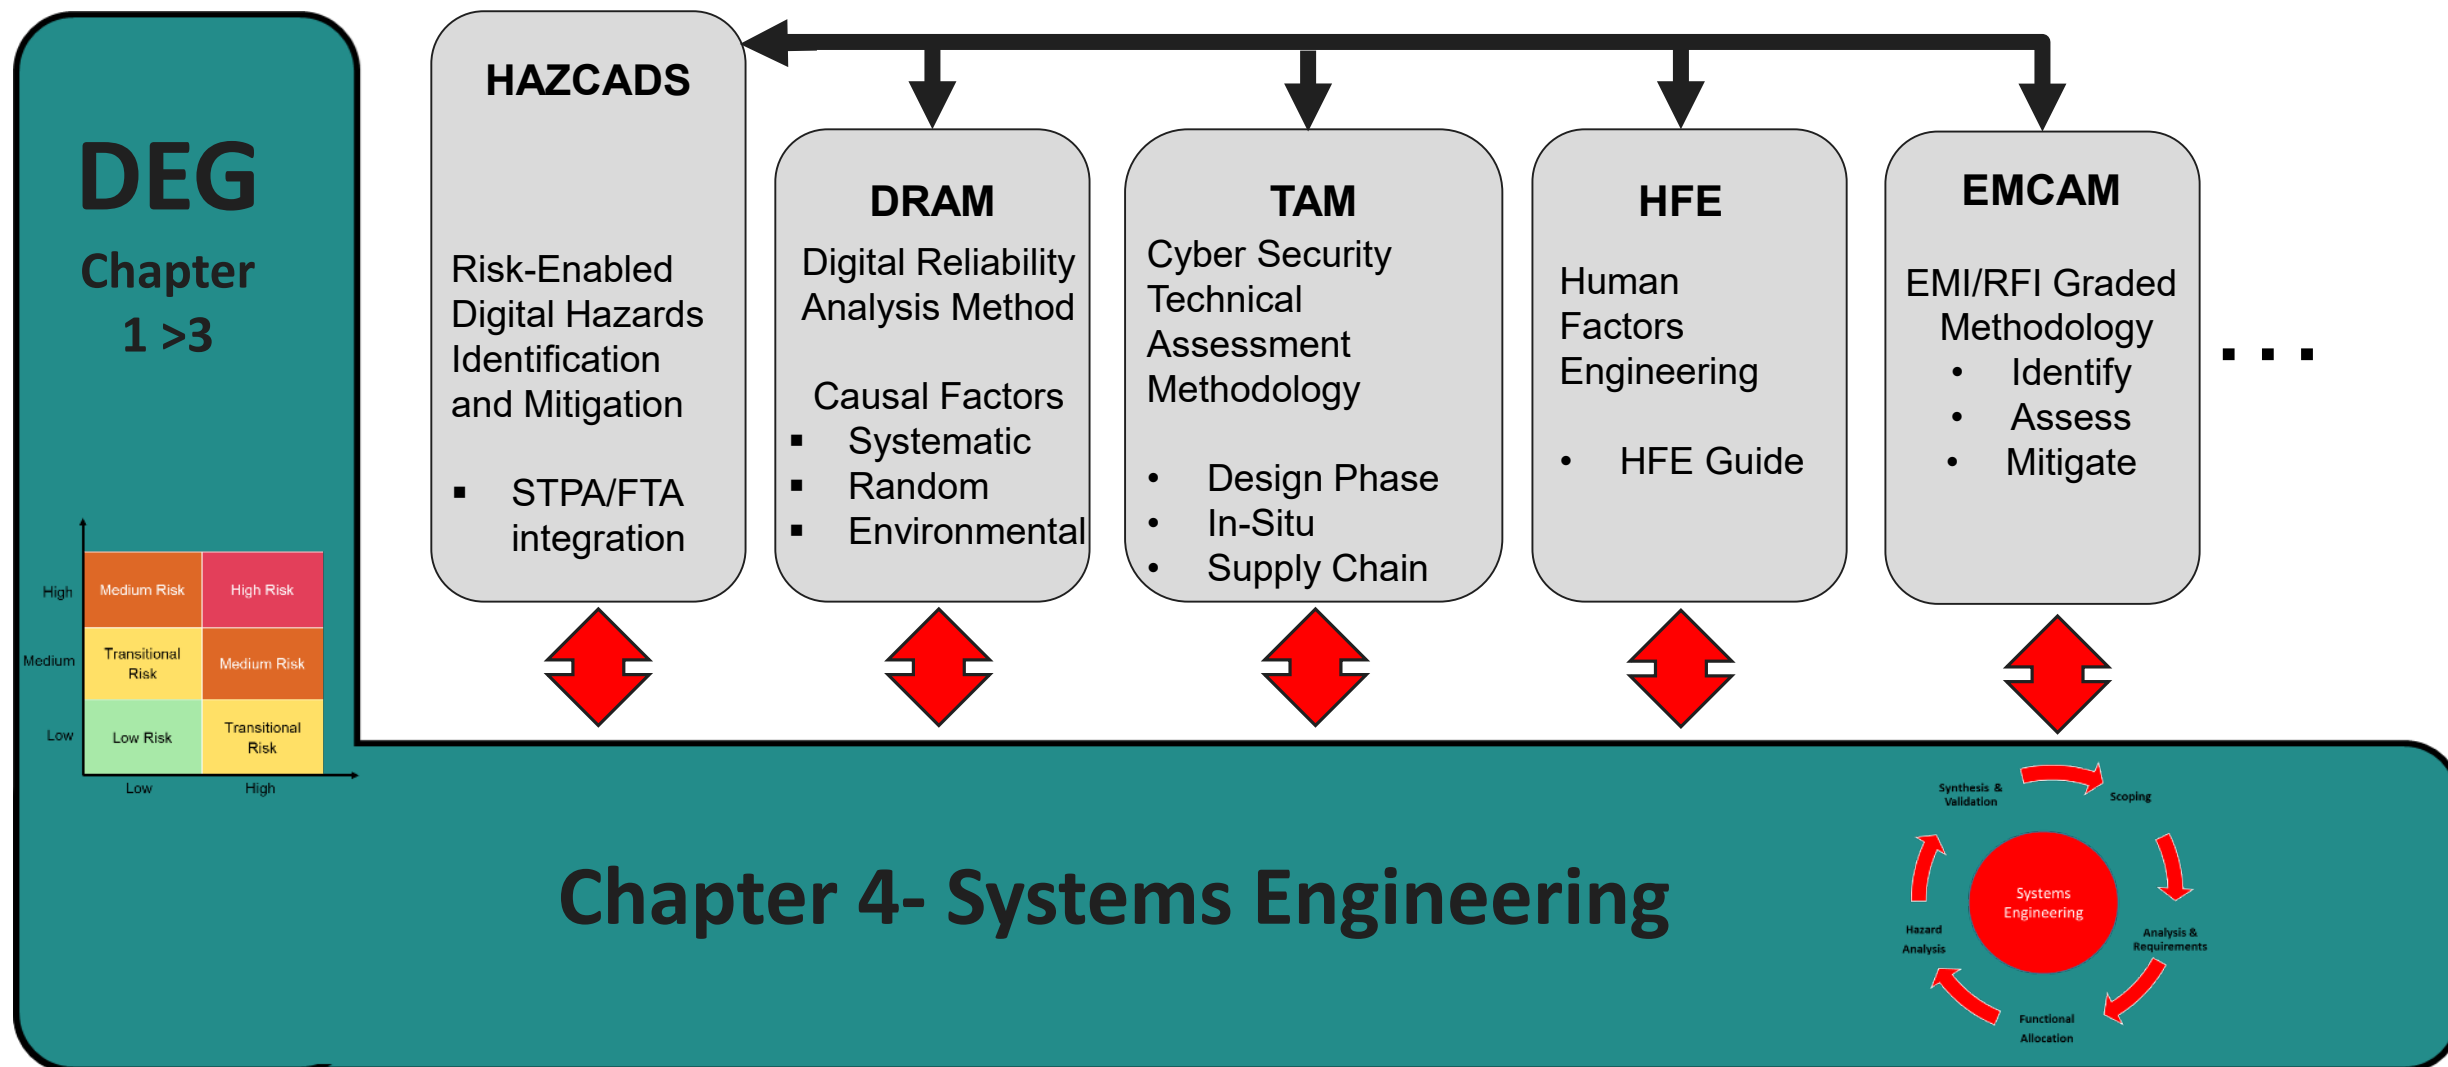 DEG
Chapter
1 >3
High
Medium Risk
High Risk
Medium
Transitional
Risk
Medium Risk
Low
Low Risk
Transitional
Risk
Low
High
HAZCADS
Risk-Enabled
Digital Hazards
Identification
and Mitigation
▪ STPA/FTA
integration
DRAM
Digital Reliability
Analysis Method
Causal Factors
▪ Systematic
▪ Random
▪ Environmental
TAM
Cyber Security
Technical
Assessment
Methodology
• Design Phase
• In-Situ
• Supply Chain
HFE
Human
Factors
Engineering
• HFE Guide
EMCAM
EMI/RFI Graded
Methodology
• Identify
• Assess
• Mitigate
▪ ▪ ▪
Chapter 4- Systems Engineering
Synthesis &
Validation
Scoping
Systems
Engineering
Analysis &
Requirements
Functional
Allocation
Hazard
Analysis